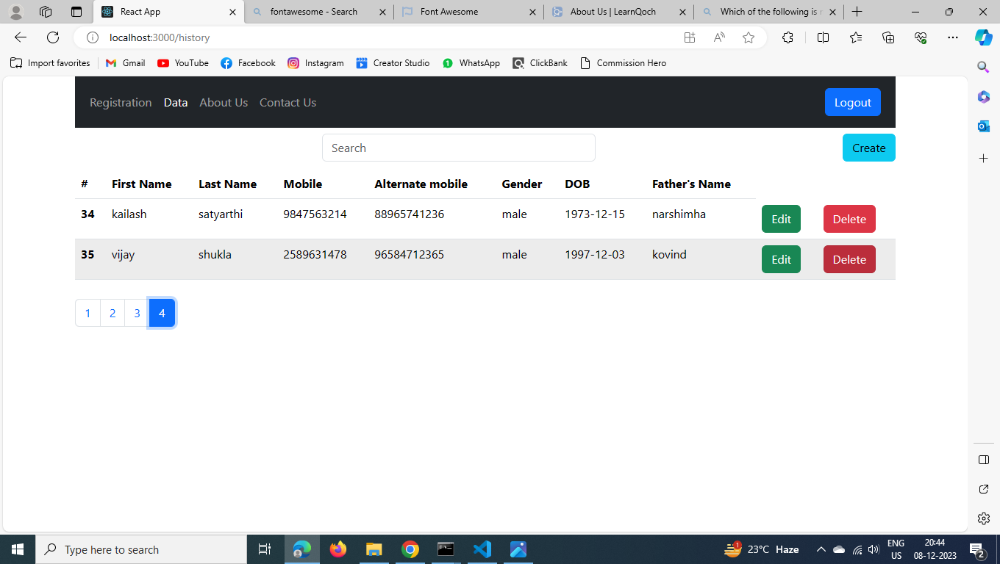 React App
fontawesome - Search
Font Awesome
About Us | LearnQoch
Which of the following is
localhost:3000/history
Import favorites
Gmail
YouTube
Facebook
Instagram
Creator Studio
WhatsApp
ClickBank
Commission Hero
Registration Data About Us Contact Us
Logout
Search
Create
# First Name Last Name Mobile Alternate mobile Gender DOB Father's Name
34 kailash satyarthi 9847563214 88965741236 male 1973-12-15 narshimha Edit Delete
35 vijay shukla 2589631478 96584712365 male 1997-12-03 kovind Edit Delete
1 2 3 4
Type here to search
1
23°C Haze
ENG
US
20:44
08-12-2023
2